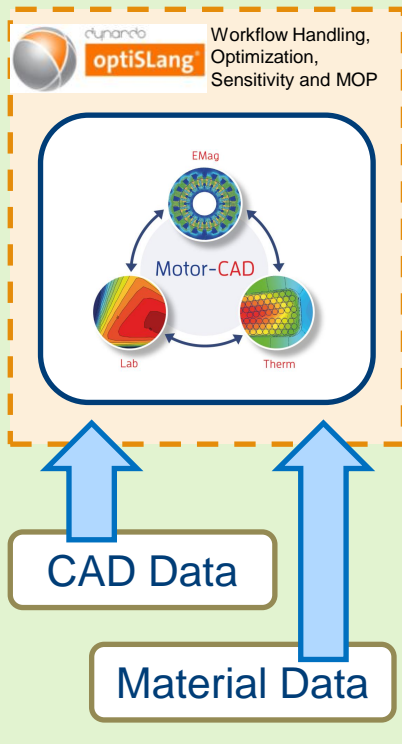 dynardo
optiSLang
Workflow Handling,
Optimization,
Sensitivity and MOP
EMag
Motor-CAD
Lab
Therm
CAD Data
Material Data